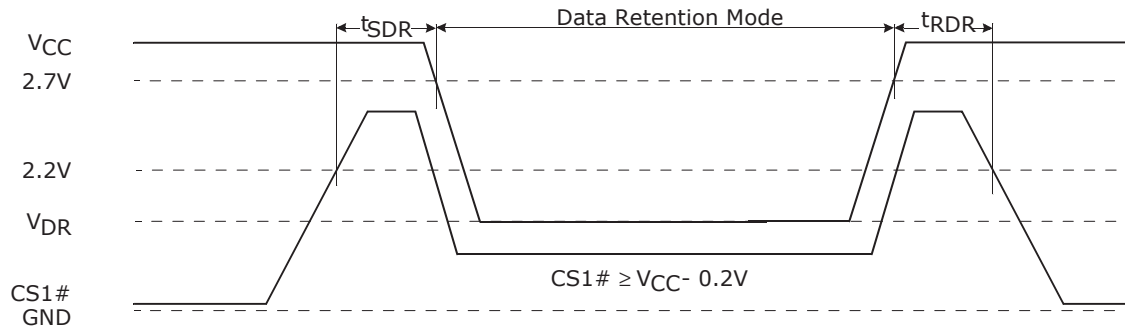 tSDR
Data Retention Mode
tRDR
VCC
2.7V
2.2V
VDR
CS1# ≥ VCC- 0.2V
CS1#
GND